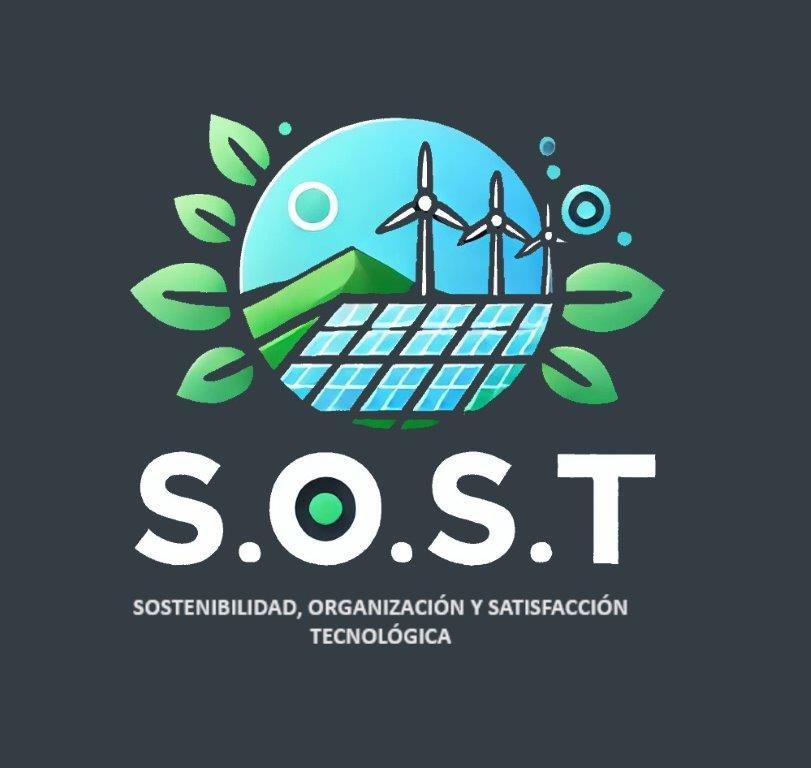 S.O.S.T
SOSTENIBILIDAD, ORGANIZACIÓN Y SATISFACCIÓN
TECNOLÓGICA